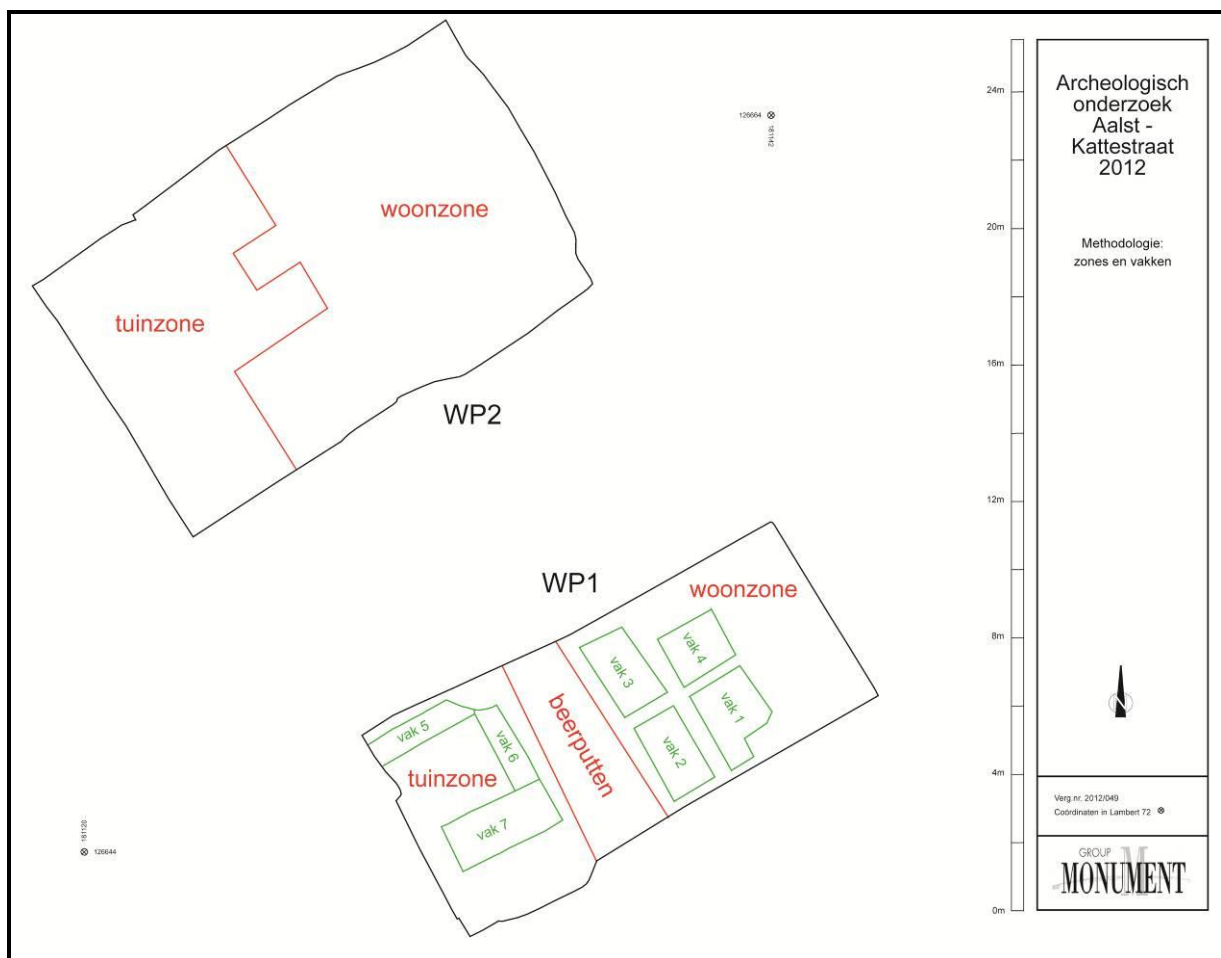 woonzone
tuinzone
WP2
126664
181142
WP1
woonzone
vak 3
vak 4
vak 1
vak 2
beerputten
vak 5
vak 6
tuinzone
vak 7
181120
126644
24m
20m
16m
12m
8m
4m
0m
Archeologisch
onderzoek
Aalst -
Kattestraat
2012
Methodologie:
zones en vakken
N
Verg.nr. 2012/049
Coördinaten in Lambert 72
GROUP M
MONUMENT